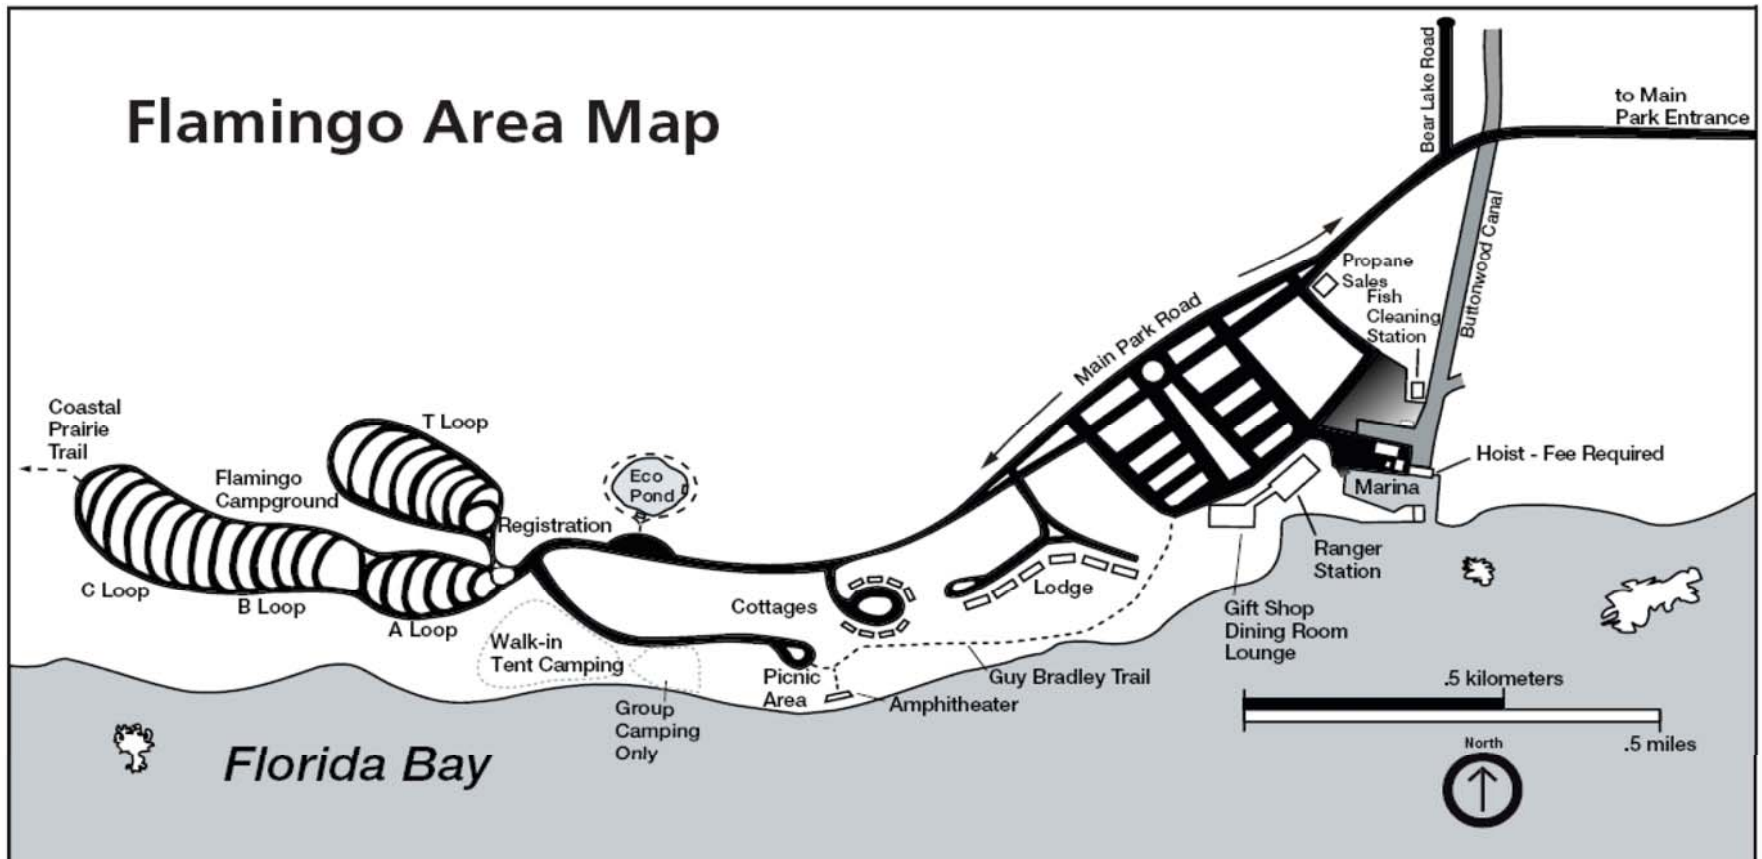 Flamingo Area Map
Bear Lake Road
to Main
Park Entrance
Buttonwood Canal
Propane
Sales
Fish
Cleaning
Station
Main Park Road
Coastal
Prairie
Trail
T Loop
Flamingo
Campground
Eco
Pond
Registration
Hoist - Fee Required
Marina
Ranger
Station
C Loop
B Loop
A Loop
Cottages
Lodge
Gift Shop
Dining Room
Lounge
Walk-in
Tent Camping
Picnic
Area
Guy Bradley Trail
Amphitheater
Group
Camping
Only
.5 kilometers
.5 miles
North
Florida Bay